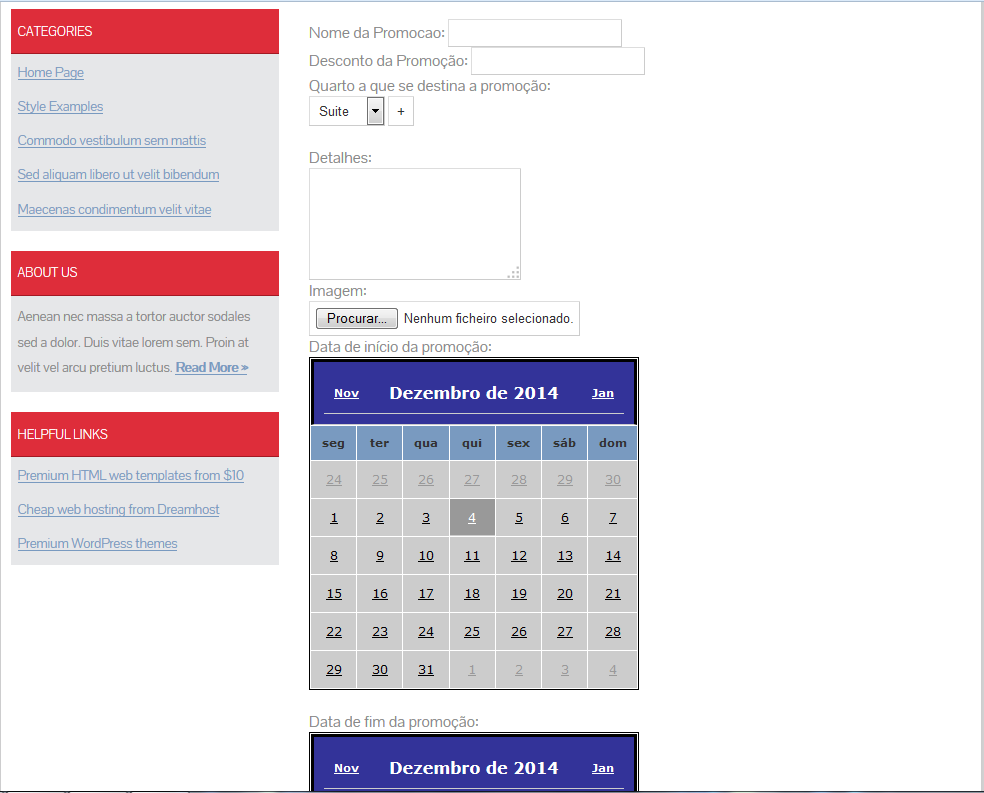 CATEGORIES
Home Page
Style Examples
Commodo vestibulum sem mattis
Sed aliquam libero ut velit bibendum
Maecenas condimentum velit vitae
ABOUT US
Aenean nec massa a tortor auctor sodales
sed a dolor. Duis vitae lorem sem. Proin at
velit vel arcu pretium luctus. Read More »
HELPFUL LINKS
Premium HTML web templates from $10
Cheap web hosting from Dreamhost
Premium WordPress themes
Nome da Promocao:
Desconto da Promoção:
Quarto a que se destina a promoção:
Suite +
Detalhes:
Imagem:
Procurar... Nenhum ficheiro selecionado.
Data de início da promoção:
Nov Dezembro de 2014 Jan
seg ter qua qui sex sáb dom
24 25 26 27 28 29 30
1 2 3 4 5 6 7
8 9 10 11 12 13 14
15 16 17 18 19 20 21
22 23 24 25 26 27 28
29 30 31 1 2 3 4
Data de fim da promoção:
Nov Dezembro de 2014 Jan